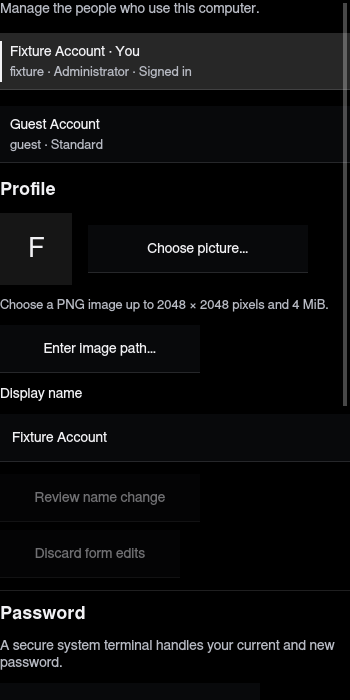 Manage the people who use this computer.
Fixture Account · You
fixture · Administrator · Signed in
Guest Account
guest · Standard
Profile
F
Choose picture...
Choose a PNG image up to 2048 × 2048 pixels and 4 MiB.
Enter image path...
Display name
Fixture Account
Review name change
Discard form edits
Password
A secure system terminal handles your current and new
password.